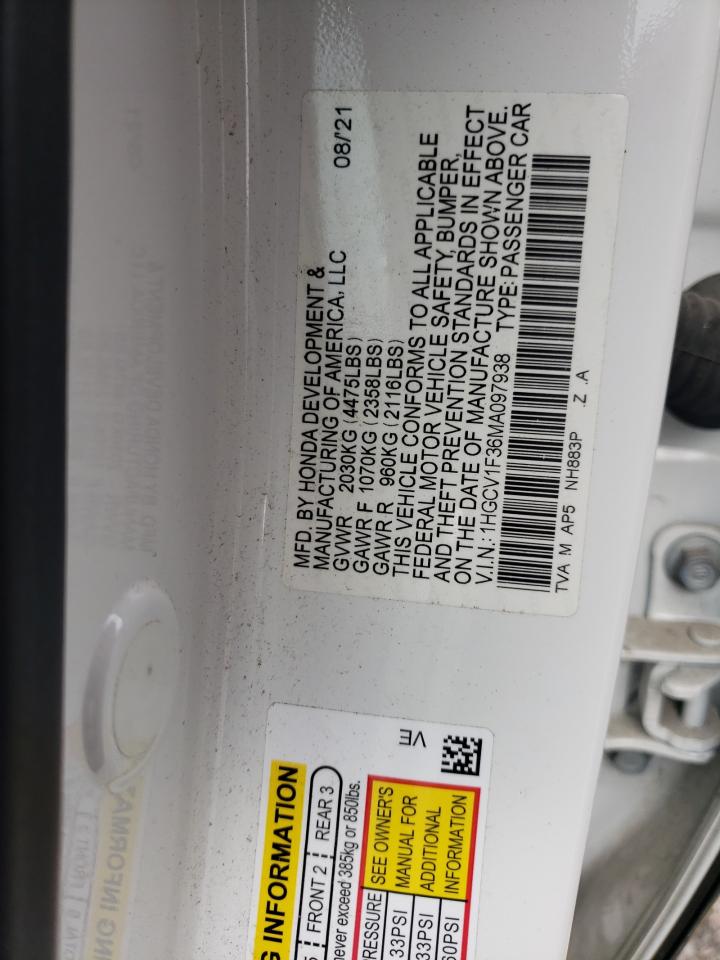 MFD. BY HONDA DEVELOPMENT &
MANUFACTURING OF AMERICA, LLC
08/'21
GVWR 2030KG (4475LBS)
GAWR F 1070KG (2358LBS)
GAWR R 960KG (2116LBS)
THIS VEHICLE CONFORMS TO ALL APPLICABLE
FEDERAL MOTOR VEHICLE SAFETY, BUMPER,
AND THEFT PREVENTION STANDARDS IN EFFECT
ON THE DATE OF MANUFACTURE SHOWN ABOVE.
V.I.N.: 1HGCV1F36MA097938 TYPE: PASSENGER CAR
TVA M AP5 NH883P .Z .A
INFORMATION
FRONT 2 REAR 3
never exceed 385kg or 850lbs.
PRESSURE SEE OWNER'S
33PSI MANUAL FOR
33PSI ADDITIONAL
60PSI INFORMATION
VE